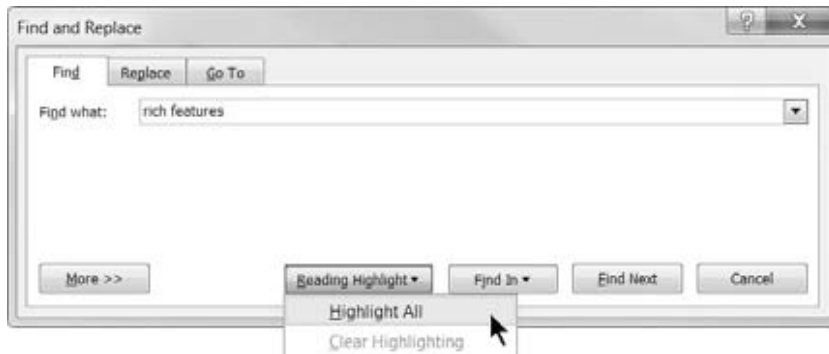 Find and Replace
Find Replace Go To
Find what: rich features
More >> Reading Highlight Find In Find Next Cancel
Highlight All
Clear Highlighting